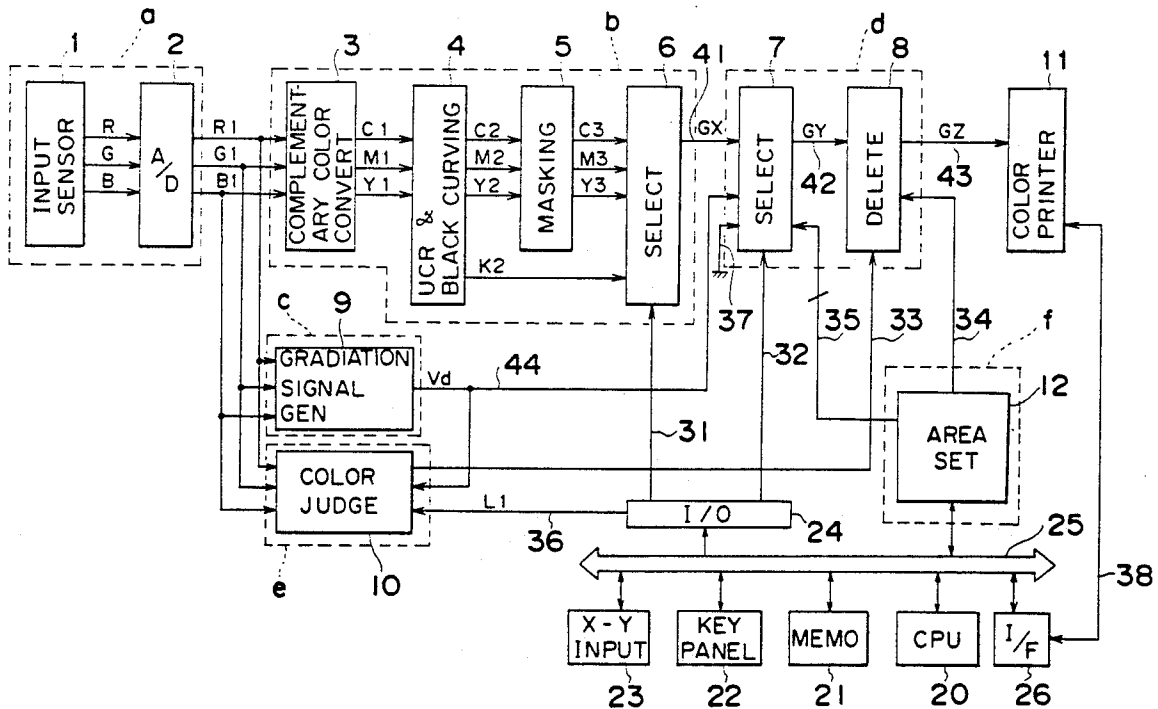 a
b
d
1
2
3
4
5
6
41
7
8
11
INPUT
SENSOR
R
G
B
A/D
R1
G1
B1
COMPLEMENT-
ARY COLOR
CONVERT
C1
M1
Y1
UCR &
BLACK CURVING
C2
M2
Y2
K2
MASKING
C3
M3
Y3
SELECT
GX
SELECT
GY
42
DELETE
GZ
43
COLOR
PRINTER
c
9
37
35
33
34
f
GRADIATION
SIGNAL
GEN
Vd
44
32
12
31
AREA
SET
COLOR
JUDGE
L1
36
I/O
24
25
e
10
38
X-Y
INPUT
KEY
PANEL
MEMO
CPU
I/F
23
22
21
20
26